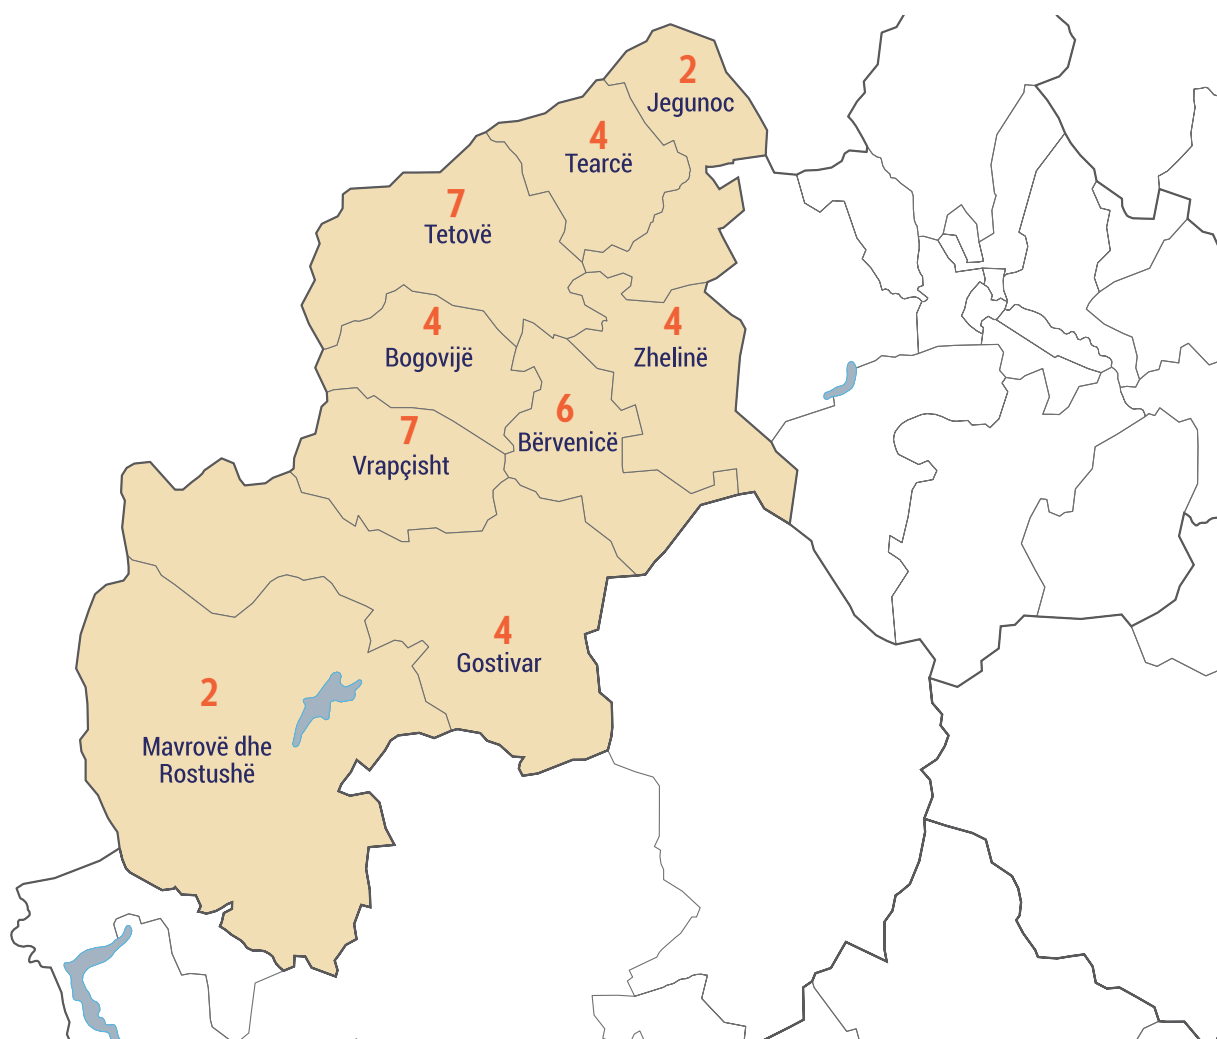 2
Jegunoc
4
Tearcë
7
Tetovë
4
Bogovijë
4
Zhelinë
6
Bërvenicë
7
Vrapçisht
4
Gostivar
2
Mavrovë dhe
Rostushë